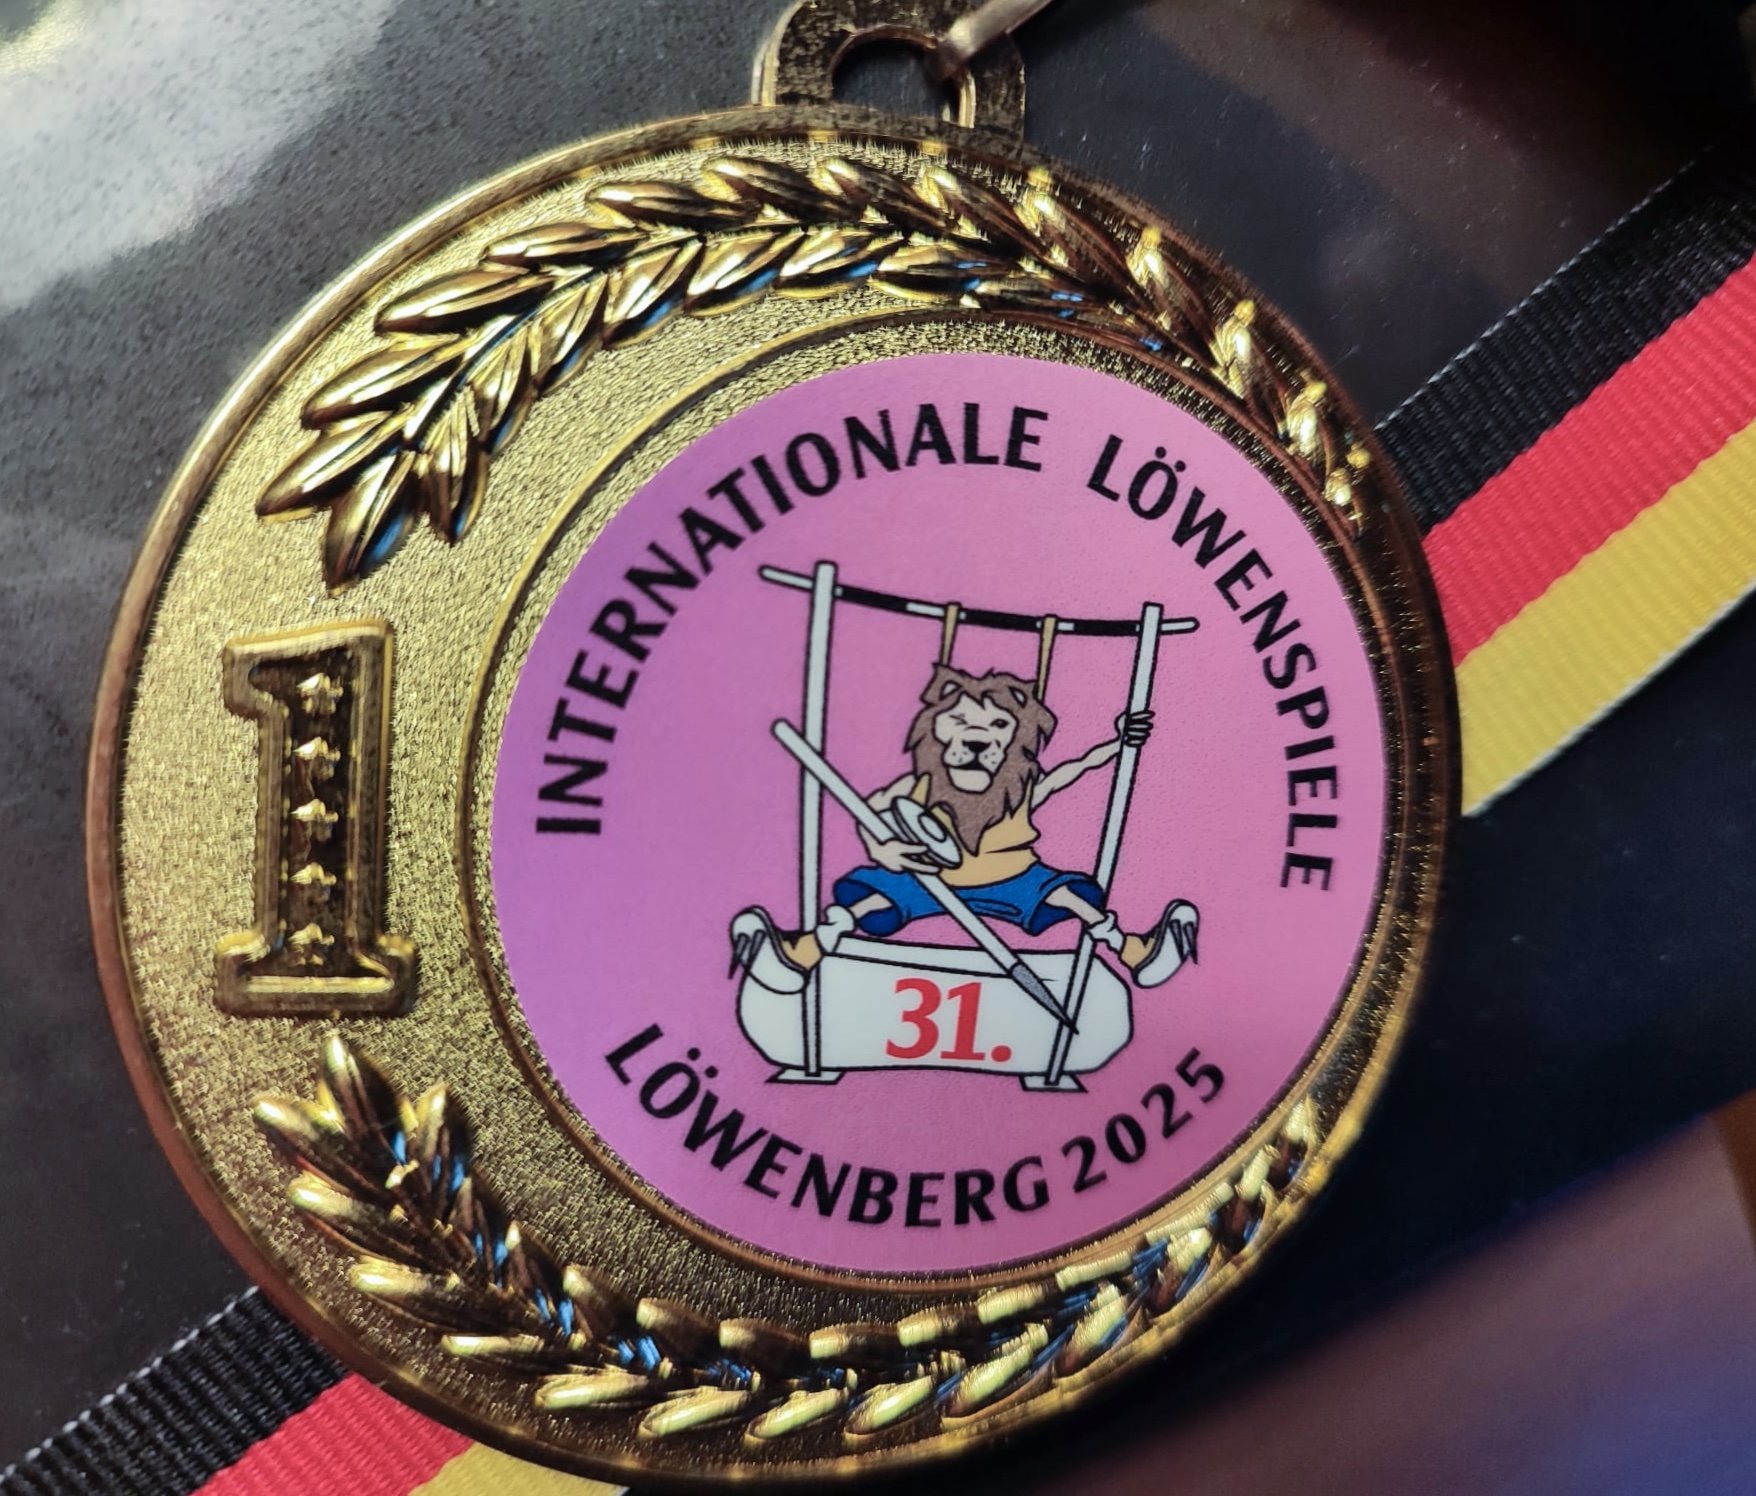 INTERNATIONALE LÖWENSPIELE
1
31.
LÖWENBERG 2025